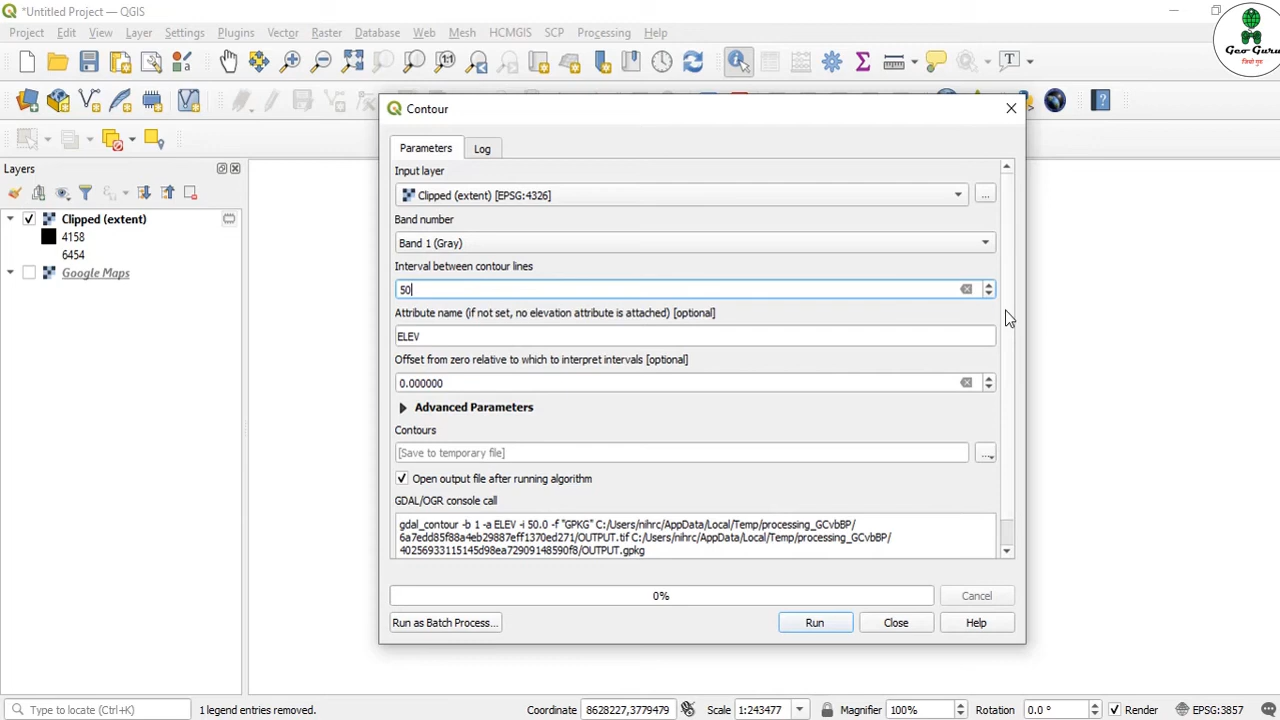 *Untitled Project — QGIS
Project Edit View Layer Settings Plugins Vector Raster Database Web Mesh HCMGIS SCP Processing Help
Geo Guru
जियो गुरु
Contour
Parameters Log
Layers
Input layer
Clipped (extent) [EPSG:4326]
...
Band number
Band 1 (Gray)
Clipped (extent)
4158
6454
Google Maps
Interval between contour lines
50
Attribute name (if not set, no elevation attribute is attached) [optional]
ELEV
Offset from zero relative to which to interpret intervals [optional]
0.000000
Advanced Parameters
Contours
[Save to temporary file]
...
Open output file after running algorithm
GDAL/OGR console call
gdal_contour -b 1 -a ELEV -i 50.0 -f "GPKG" C:/Users/nihrc/AppData/Local/Temp/processing_GCvbBP/
6a7edd85f88a4eb29887eff1370ed271/OUTPUT.tif C:/Users/nihrc/AppData/Local/Temp/processing_GCvbBP/
40256933115145d98ea72909148590f8/OUTPUT.gpkg
0%
Cancel
Run as Batch Process...
Run
Close
Help
Type to locate (Ctrl+K)
1 legend entries removed.
Coordinate 8628227,3779479
Scale 1:243477
Magnifier 100%
Rotation 0.0 °
Render
EPSG:3857